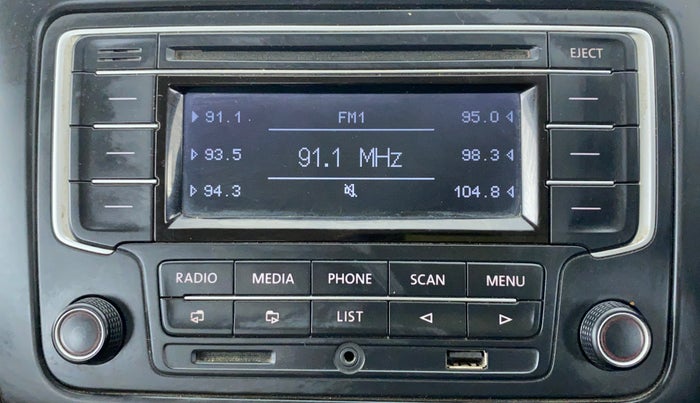 EJECT
91.1 FM1 95.0
93.5 91.1 MHz 98.3
94.3 104.8
RADIO MEDIA PHONE SCAN MENU
LIST